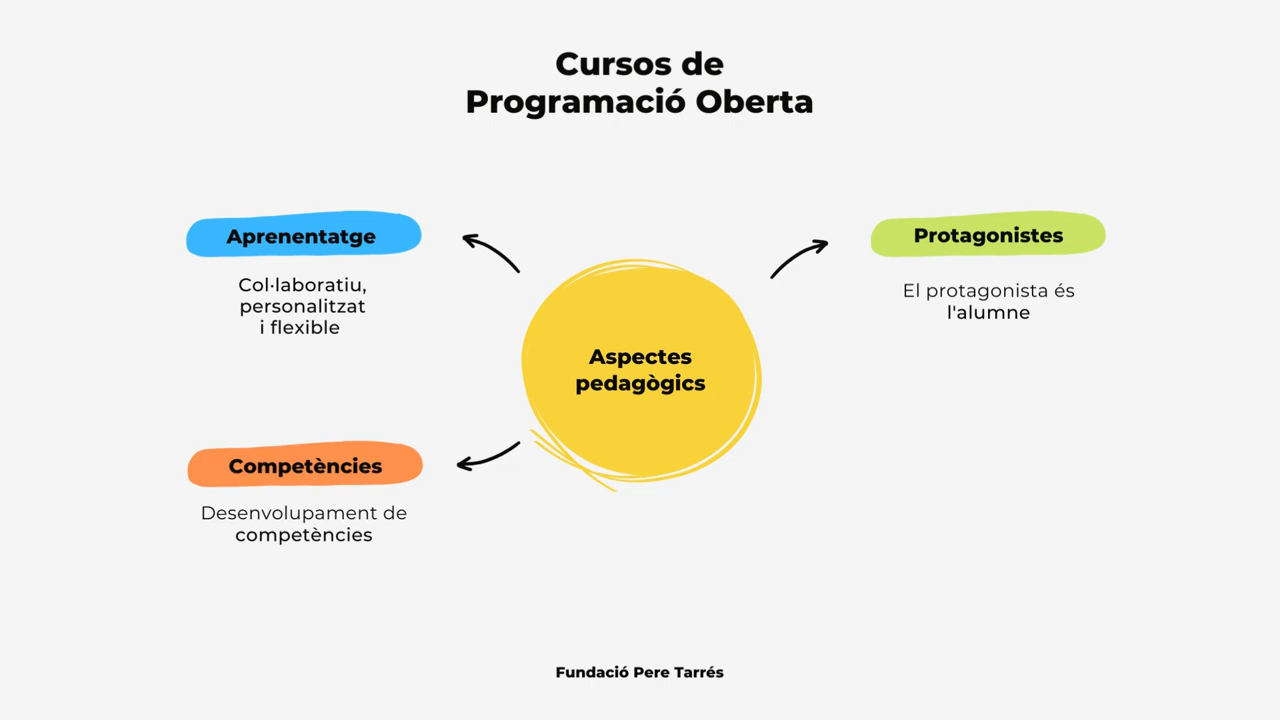 Cursos de
Programació Oberta
Aprenentatge
Col·laboratiu,
personalitzat
i flexible
Protagonistes
El protagonista és
l'alumne
Aspectes
pedagògics
Competències
Desenvolupament de
competències
Fundació Pere Tarrés